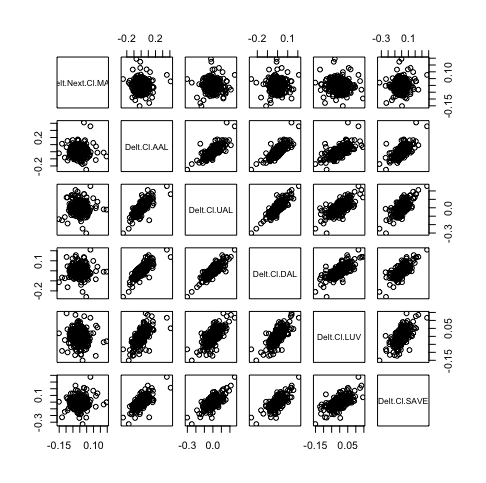 -0.2 0.2
-0.2 0.1
-0.3 0.1
elt.Next.Cl.MA
-0.15 0.10
-0.2 0.2
Delt.Cl.AAL
Delt.Cl.UAL
-0.3 0.0
-0.2 0.1
Delt.Cl.DAL
Delt.Cl.LUV
-0.15 0.05
-0.3 0.1
Delt.Cl.SAVE
-0.15 0.10
-0.3 0.0
-0.15 0.05